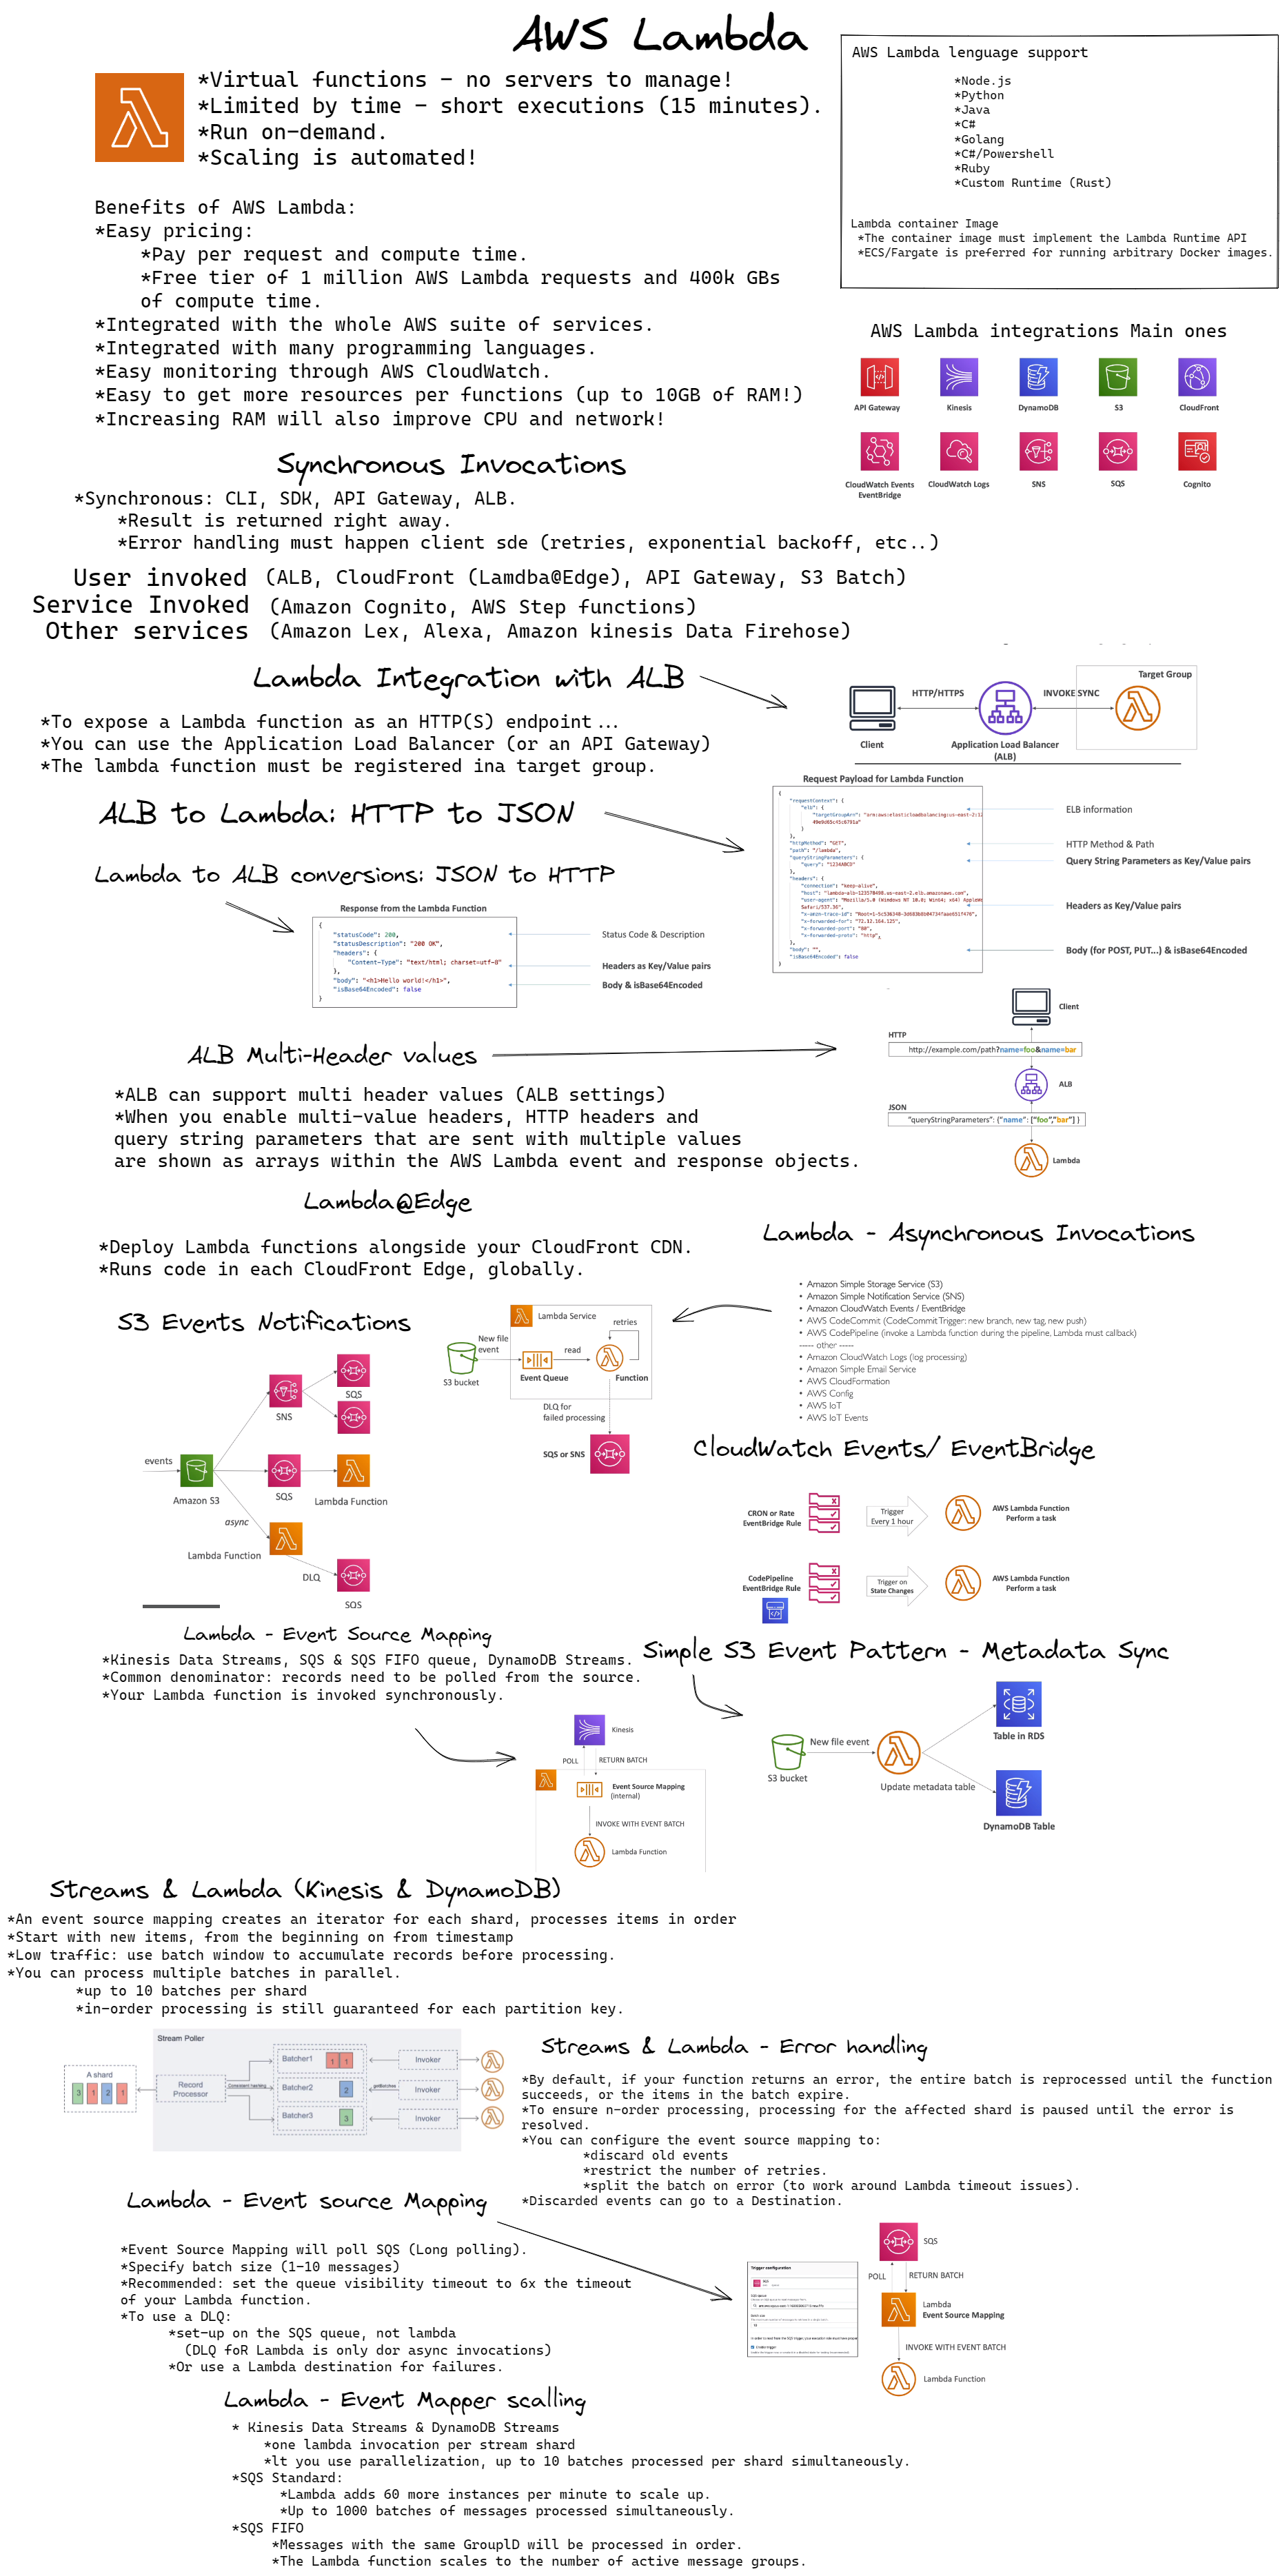 AWS Lambda
*Virtual functions - no servers to manage!
*Limited by time - short executions (15 minutes).
*Run on-demand.
*Scaling is automated!
AWS Lambda lenguage support
*Node.js
*Python
*Java
*C#
*Golang
*C#/Powershell
*Ruby
*Custom Runtime (Rust)
Lambda container Image
*The container image must implement the Lambda Runtime API
*ECS/Fargate is preferred for running arbitrary Docker images.
Benefits of AWS Lambda:
*Easy pricing:
*Pay per request and compute time.
*Free tier of 1 million AWS Lambda requests and 400k GBs
of compute time.
*Integrated with the whole AWS suite of services.
*Integrated with many programming languages.
*Easy monitoring through AWS CloudWatch.
*Easy to get more resources per functions (up to 10GB of RAM!)
*Increasing RAM will also improve CPU and network!
AWS Lambda integrations Main ones
API Gateway
Kinesis
DynamoDB
S3
CloudFront
CloudWatch Events
EventBridge
CloudWatch Logs
SNS
SQS
Cognito
Synchronous Invocations
*Synchronous: CLI, SDK, API Gateway, ALB.
*Result is returned right away.
*Error handling must happen client sde (retries, exponential backoff, etc..)
User invoked (ALB, CloudFront (Lamdba@Edge), API Gateway, S3 Batch)
Service Invoked (Amazon Cognito, AWS Step functions)
Other services (Amazon Lex, Alexa, Amazon kinesis Data Firehose)
Lambda Integration with ALB
*To expose a Lambda function as an HTTP(S) endpoint...
*You can use the Application Load Balancer (or an API Gateway)
*The lambda function must be registered ina target group.
Target Group
HTTP/HTTPS
INVOKE SYNC
Client
Application Load Balancer
(ALB)
ALB to Lambda: HTTP to JSON
Request Payload for Lambda Function
{
"requestContext": {
"elb": {
}
},
"httpMethod": "GET",
"path": "/lambda",
"queryStringParameters": {
"query": "1234ABCD"
},
"headers": {
"connection": "keep-alive",
"x-forwarded-for": "72.12.164.125",
"x-forwarded-port": "80",
"x-forwarded-proto": "http",
},
"body": "",
"isBase64Encoded": false
}
ELB information
HTTP Method & Path
Query String Parameters as Key/Value pairs
Headers as Key/Value pairs
Body (for POST, PUT...) & isBase64Encoded
Lambda to ALB conversions: JSON to HTTP
Response from the Lambda Function
{
"statusCode": 200,
"statusDescription": "200 OK",
"headers": {
"Content-Type": "text/html; charset=utf-8"
},
"body": "<h1>Hello world!</h1>",
"isBase64Encoded": false
}
Status Code & Description
Headers as Key/Value pairs
Body & isBase64Encoded
ALB Multi-Header values
*ALB can support multi header values (ALB settings)
*When you enable multi-value headers, HTTP headers and
query string parameters that are sent with multiple values
are shown as arrays within the AWS Lambda event and response objects.
Client
HTTP
http://example.com/path?name=foo&name=bar
ALB
JSON
"queryStringParameters": {"name": ["foo","bar"] }
Lambda
Lambda@Edge
*Deploy Lambda functions alongside your CloudFront CDN.
*Runs code in each CloudFront Edge, globally.
Lambda - Asynchronous Invocations
• Amazon Simple Storage Service (S3)
• Amazon Simple Notification Service (SNS)
• Amazon CloudWatch Events / EventBridge
• AWS CodeCommit (CodeCommit Trigger: new branch, new tag, new push)
• AWS CodePipeline (invoke a Lambda function during the pipeline, Lambda must callback)
----- other -----
• Amazon CloudWatch Logs (log processing)
• Amazon Simple Email Service
• AWS CloudFormation
• AWS Config
• AWS IoT
• AWS IoT Events
Lambda Service
retries
New file
event
read
S3 bucket
Event Queue
Function
DLQ for
failed processing
SQS or SNS
S3 Events Notifications
SQS
SNS
events
Amazon S3
SQS
Lambda Function
async
Lambda Function
DLQ
SQS
CloudWatch Events/ EventBridge
CRON or Rate
EventBridge Rule
Trigger
Every 1 hour
AWS Lambda Function
Perform a task
CodePipeline
EventBridge Rule
Trigger on
State Changes
AWS Lambda Function
Perform a task
Lambda - Event Source Mapping
*Kinesis Data Streams, SQS & SQS FIFO queue, DynamoDB Streams.
*Common denominator: records need to be polled from the source.
*Your Lambda function is invoked synchronously.
Kinesis
POLL
RETURN BATCH
Event Source Mapping
(internal)
INVOKE WITH EVENT BATCH
Lambda Function
Simple S3 Event Pattern - Metadata Sync
New file event
S3 bucket
Update metadata table
Table in RDS
DynamoDB Table
Streams & Lambda (Kinesis & DynamoDB)
*An event source mapping creates an iterator for each shard, processes items in order
*Start with new items, from the beginning on from timestamp
*Low traffic: use batch window to accumulate records before processing.
*You can process multiple batches in parallel.
*up to 10 batches per shard
*in-order processing is still guaranteed for each partition key.
Stream Poller
A shard
3 1 2 1
Record
Processor
Consistent hashing
Batcher1
1 1
Batcher2
2
Batcher3
3
getBatches
Invoker
Invoker
Invoker
Streams & Lambda - Error handling
*By default, if your function returns an error, the entire batch is reprocessed until the function
succeeds, or the items in the batch expire.
*To ensure n-order processing, processing for the affected shard is paused until the error is
resolved.
*You can configure the event source mapping to:
*discard old events
*restrict the number of retries.
*split the batch on error (to work around Lambda timeout issues).
*Discarded events can go to a Destination.
Lambda - Event source Mapping
*Event Source Mapping will poll SQS (Long polling).
*Specify batch size (1-10 messages)
*Recommended: set the queue visibility timeout to 6x the timeout
of your Lambda function.
*To use a DLQ:
*set-up on the SQS queue, not lambda
(DLQ foR Lambda is only dor async invocations)
*Or use a Lambda destination for failures.
Trigger configuration
SQS
POLL
RETURN BATCH
Lambda
Event Source Mapping
INVOKE WITH EVENT BATCH
Lambda Function
Lambda - Event Mapper scalling
* Kinesis Data Streams & DynamoDB Streams
*one lambda invocation per stream shard
*lt you use parallelization, up to 10 batches processed per shard simultaneously.
*SQS Standard:
*Lambda adds 60 more instances per minute to scale up.
*Up to 1000 batches of messages processed simultaneously.
*SQS FIFO
*Messages with the same GrouplD will be processed in order.
*The Lambda function scales to the number of active message groups.